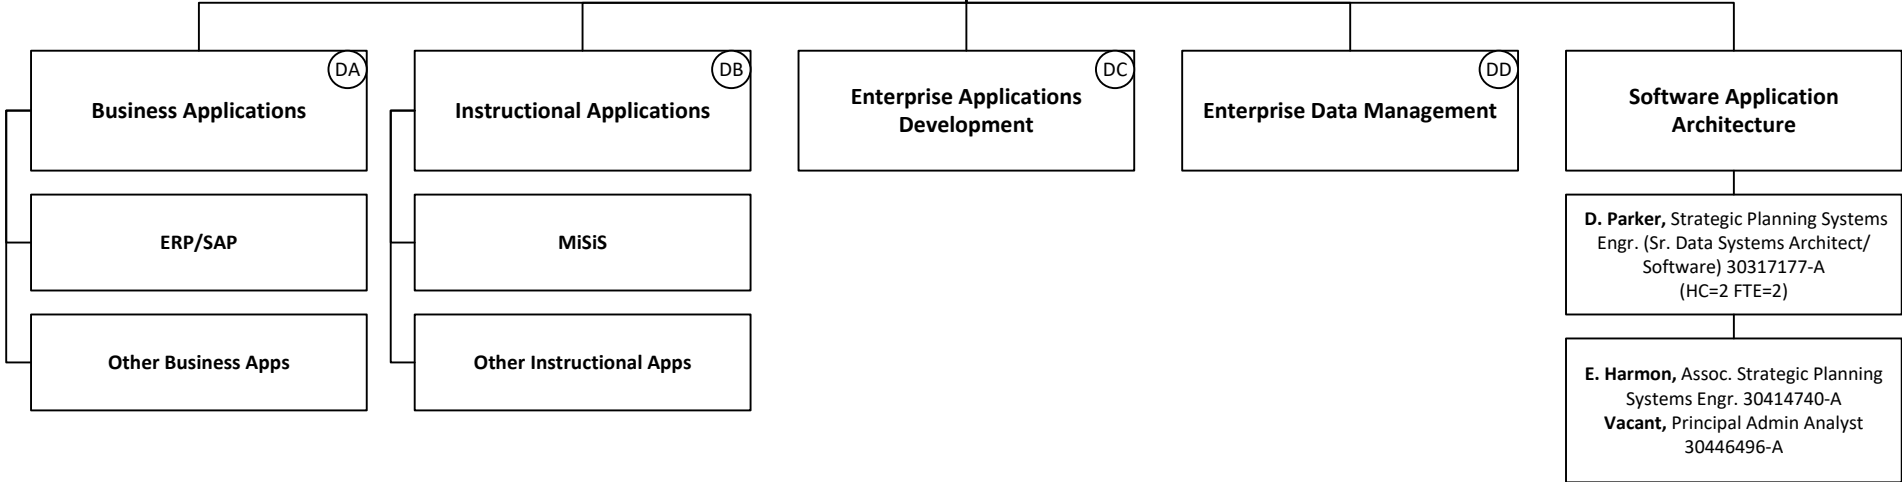 DA
Business Applications
DB
Instructional Applications
DC
Enterprise Applications
Development
DD
Enterprise Data Management
Software Application
Architecture
ERP/SAP
MiSiS
D. Parker, Strategic Planning Systems
Engr. (Sr. Data Systems Architect/
Software) 30317177-A
(HC=2 FTE=2)
Other Business Apps
Other Instructional Apps
E. Harmon, Assoc. Strategic Planning
Systems Engr. 30414740-A
Vacant, Principal Admin Analyst
30446496-A